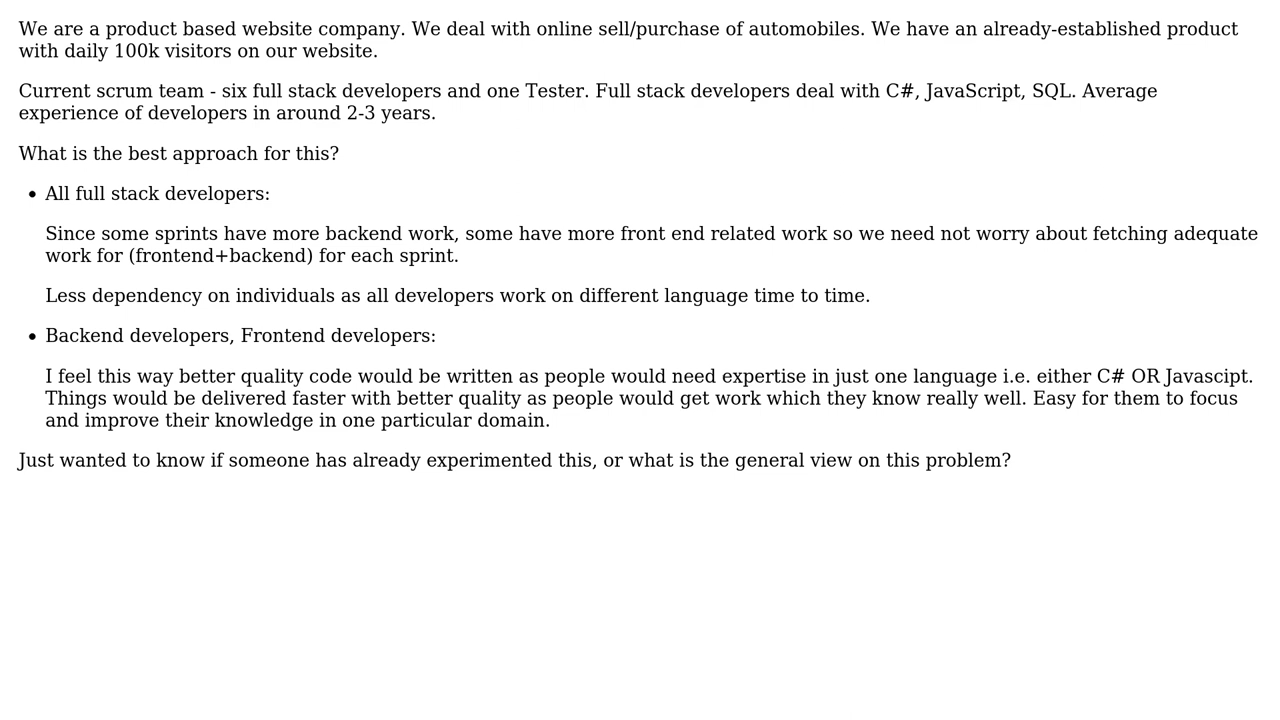 We are a product based website company. We deal with online sell/purchase of automobiles. We have an already-established product
with daily 100k visitors on our website.
Current scrum team - six full stack developers and one Tester. Full stack developers deal with C#, JavaScript, SQL. Average
experience of developers in around 2-3 years.
What is the best approach for this?
• All full stack developers:
Since some sprints have more backend work, some have more front end related work so we need not worry about fetching adequate
work for (frontend+backend) for each sprint.
Less dependency on individuals as all developers work on different language time to time.
• Backend developers, Frontend developers:
I feel this way better quality code would be written as people would need expertise in just one language i.e. either C# OR Javascipt.
Things would be delivered faster with better quality as people would get work which they know really well. Easy for them to focus
and improve their knowledge in one particular domain.
Just wanted to know if someone has already experimented this, or what is the general view on this problem?